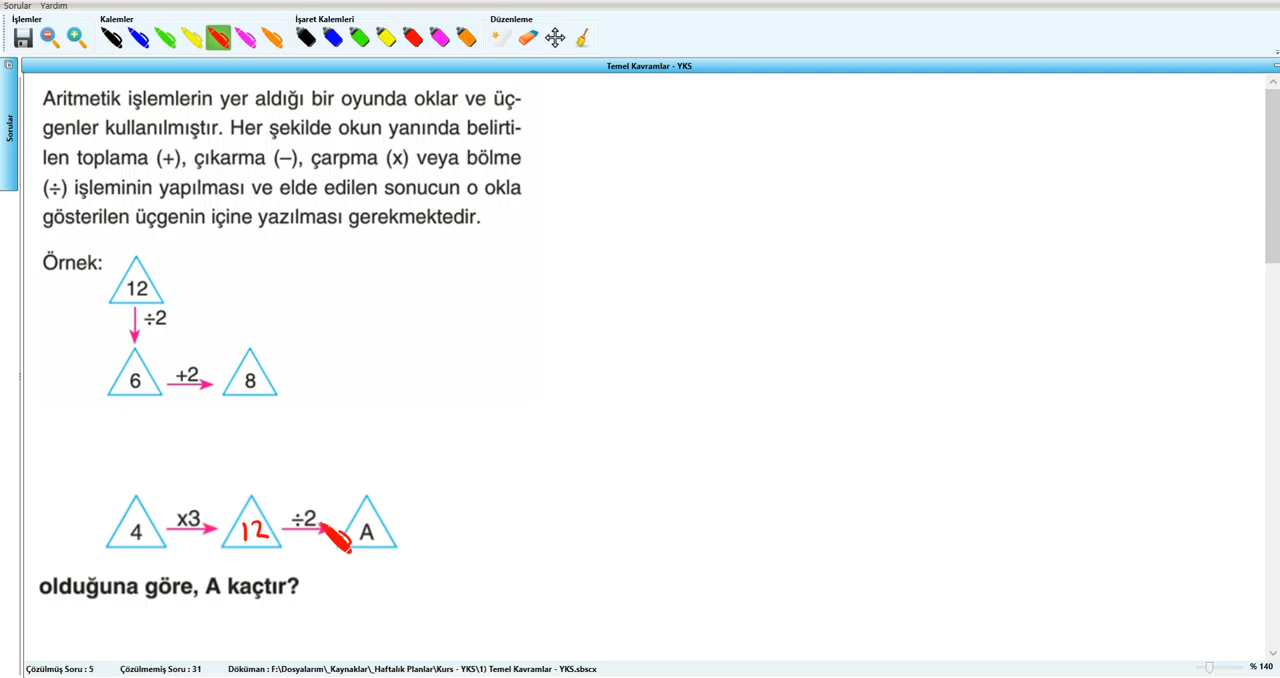 Sorular Yardım
İşlemler Kalemler İşaret Kalemleri Düzenleme
Temel Kavramlar - YKS
Sorular
Aritmetik işlemlerin yer aldığı bir oyunda oklar ve üç-
genler kullanılmıştır. Her şekilde okun yanında belirti-
len toplama (+), çıkarma (–), çarpma (x) veya bölme
(÷) işleminin yapılması ve elde edilen sonucun o okla
gösterilen üçgenin içine yazılması gerekmektedir.
Örnek:
12
÷2
6 +2 8
4 x3 12 ÷2 A
olduğuna göre, A kaçtır?
Çözülmüş Soru : 5 Çözülmemiş Soru : 31 Döküman : F:\Dosyalarım\_Kaynaklar\_Haftalık Planlar\Kurs - YKS\1) Temel Kavramlar - YKS.sbscx % 140